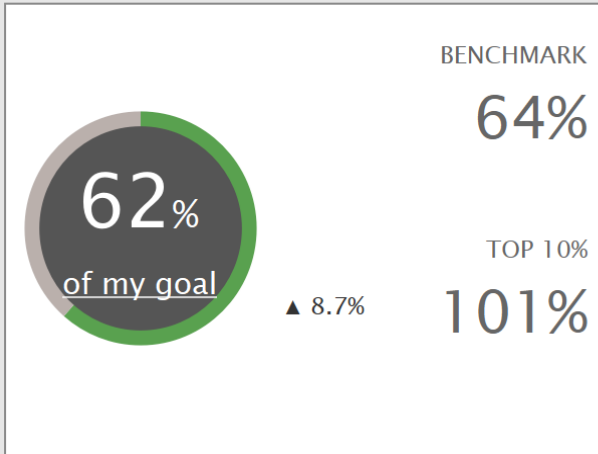 BENCHMARK
64%
62%
of my goal
TOP 10%
▲ 8.7%
101%